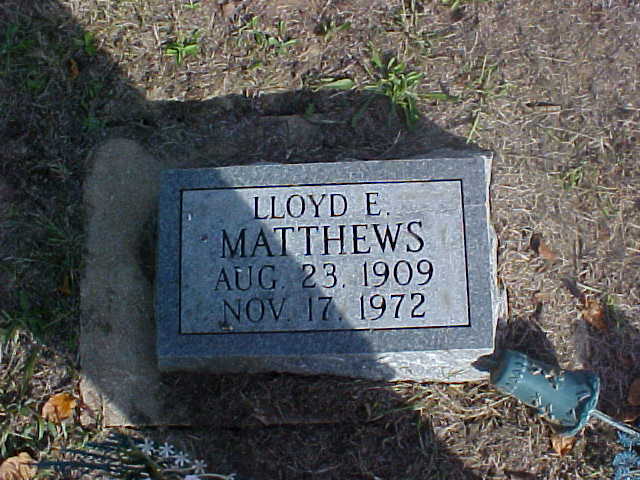 LLOYD E.
MATTHEWS
AUG. 23. 1909
NOV. 17. 1972